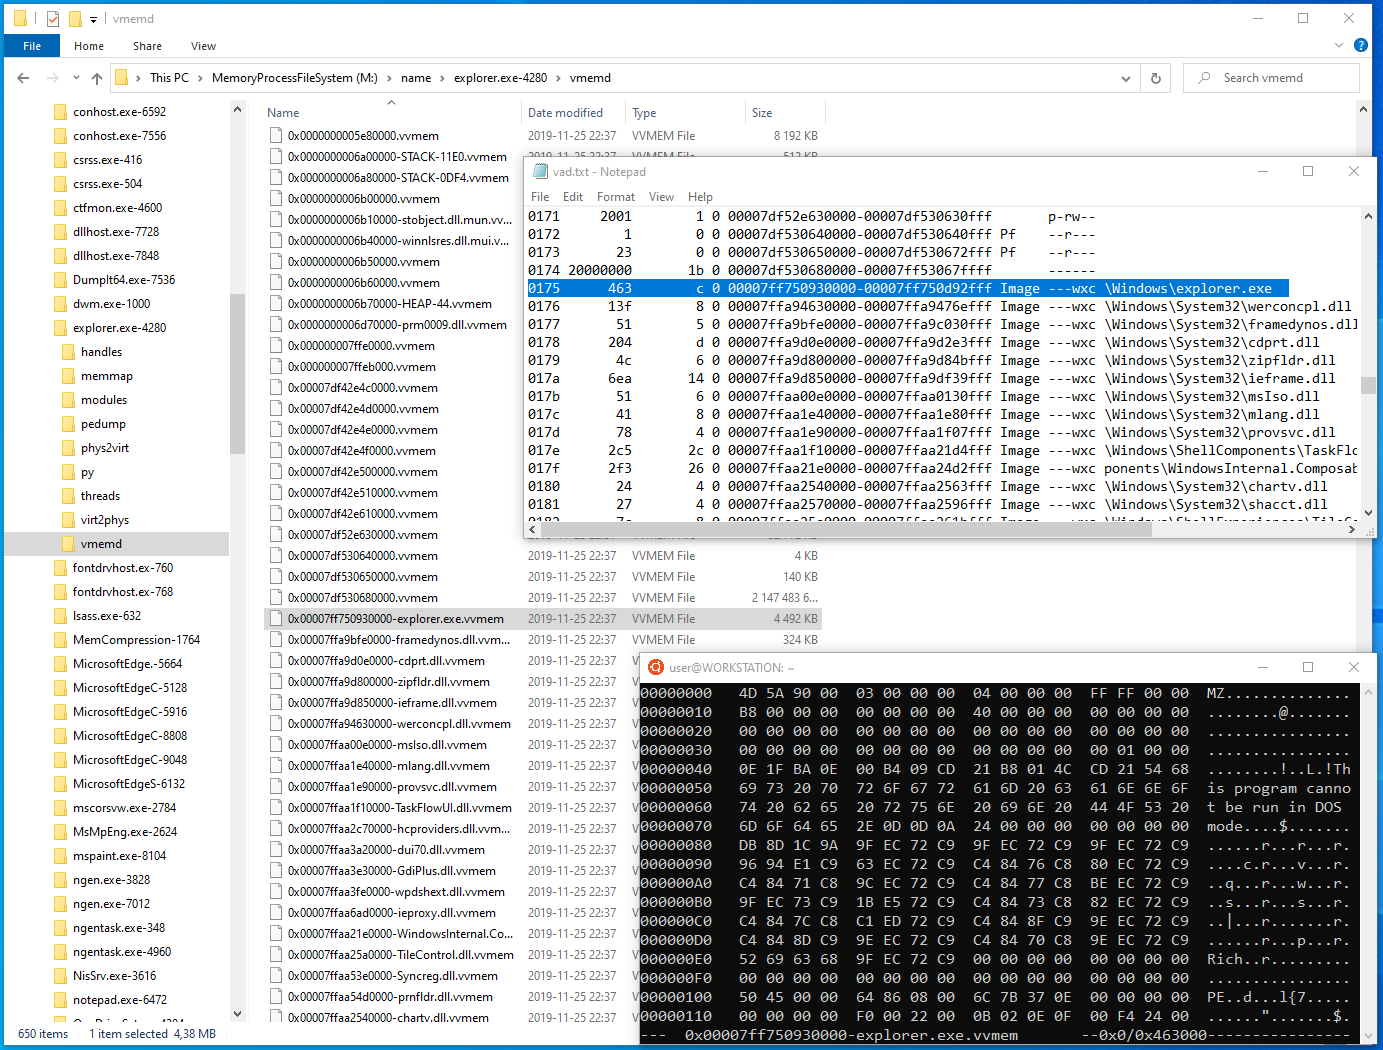 vmemd
File Home Share View
This PC › MemoryProcessFileSystem (M:) › name › explorer.exe-4280 › vmemd
Search vmemd
conhost.exe-6592
conhost.exe-7556
csrss.exe-416
csrss.exe-504
ctfmon.exe-4600
dllhost.exe-7728
dllhost.exe-7848
DumpIt64.exe-7536
dwm.exe-1000
explorer.exe-4280
handles
memmap
modules
pedump
phys2virt
py
threads
virt2phys
vmemd
fontdrvhost.ex-760
fontdrvhost.ex-768
lsass.exe-632
MemCompression-1764
MicrosoftEdge.-5664
MicrosoftEdgeC-5128
MicrosoftEdgeC-5916
MicrosoftEdgeC-8808
MicrosoftEdgeC-9048
MicrosoftEdgeS-6132
mscorsvw.exe-2784
MsMpEng.exe-2624
mspaint.exe-8104
ngen.exe-3828
ngen.exe-7012
ngentask.exe-348
ngentask.exe-4960
NisSrv.exe-3616
notepad.exe-6472
Name Date modified Type Size
0x0000000005e80000.vvmem 2019-11-25 22:37 VVMEM File 8 192 KB
0x0000000006a00000-STACK-11E0.vvmem 2019-11-25 22:37 VVMEM File 512 KB
0x0000000006a80000-STACK-0DF4.vvmem
0x0000000006b00000.vvmem
0x0000000006b10000-stobject.dll.mun.vv...
0x0000000006b40000-winnlsres.dll.mui.v...
0x0000000006b50000.vvmem
0x0000000006b60000.vvmem
0x0000000006b70000-HEAP-44.vvmem
0x0000000006d70000-prm0009.dll.vvmem
0x000000007ffe0000.vvmem
0x000000007ffeb000.vvmem
0x00007df42e4c0000.vvmem
0x00007df42e4d0000.vvmem
0x00007df42e4e0000.vvmem
0x00007df42e4f0000.vvmem
0x00007df42e500000.vvmem
0x00007df42e510000.vvmem
0x00007df42e610000.vvmem
0x00007df52e630000.vvmem
0x00007df530640000.vvmem 2019-11-25 22:37 VVMEM File 4 KB
0x00007df530650000.vvmem 2019-11-25 22:37 VVMEM File 140 KB
0x00007df530680000.vvmem 2019-11-25 22:37 VVMEM File 2 147 483 6...
0x00007ff750930000-explorer.exe.vvmem 2019-11-25 22:37 VVMEM File 4 492 KB
0x00007ffa9bfe0000-framedynos.dll.vvm... 2019-11-25 22:37 VVMEM File 324 KB
0x00007ffa9d0e0000-cdprt.dll.vvmem 2019-11-25 22:37
0x00007ffa9d800000-zipfldr.dll.vvmem 2019-11-25 22:37
0x00007ffa9d850000-ieframe.dll.vvmem 2019-11-25 22:37
0x00007ffa94630000-werconcpl.dll.vvmem 2019-11-25 22:37
0x00007ffaa00e0000-msIso.dll.vvmem 2019-11-25 22:37
0x00007ffaa1e40000-mlang.dll.vvmem 2019-11-25 22:37
0x00007ffaa1e90000-provsvc.dll.vvmem 2019-11-25 22:37
0x00007ffaa1f10000-TaskFlowUI.dll.vvmem 2019-11-25 22:37
0x00007ffaa2c70000-hcproviders.dll.vvm... 2019-11-25 22:37
0x00007ffaa3a20000-dui70.dll.vvmem 2019-11-25 22:37
0x00007ffaa3e30000-GdiPlus.dll.vvmem 2019-11-25 22:37
0x00007ffaa3fe0000-wpdshext.dll.vvmem 2019-11-25 22:37
0x00007ffaa6ad0000-ieproxy.dll.vvmem 2019-11-25 22:37
0x00007ffaa21e0000-WindowsInternal.Co... 2019-11-25 22:37
0x00007ffaa25a0000-TileControl.dll.vvmem 2019-11-25 22:37
0x00007ffaa53e0000-Syncreg.dll.vvmem 2019-11-25 22:37
0x00007ffaa54d0000-prnfldr.dll.vvmem 2019-11-25 22:37
0x00007ffaa2540000-chartv.dll.vvmem 2019-11-25 22:37
650 items 1 item selected 4,38 MB
vad.txt - Notepad
File Edit Format View Help
0171 2001 1 0 00007df52e630000-00007df530630fff p-rw--
0172 1 0 0 00007df530640000-00007df530640fff Pf --r---
0173 23 0 0 00007df530650000-00007df530672fff Pf --r---
0174 20000000 1b 0 00007df530680000-00007ff53067ffff ------
0175 463 c 0 00007ff750930000-00007ff750d92fff Image ---wxc \Windows\explorer.exe
0176 13f 8 0 00007ffa94630000-00007ffa9476efff Image ---wxc \Windows\System32\werconcpl.dll
0177 51 5 0 00007ffa9bfe0000-00007ffa9c030fff Image ---wxc \Windows\System32\framedynos.dll
0178 204 d 0 00007ffa9d0e0000-00007ffa9d2e3fff Image ---wxc \Windows\System32\cdprt.dll
0179 4c 6 0 00007ffa9d800000-00007ffa9d84bfff Image ---wxc \Windows\System32\zipfldr.dll
017a 6ea 14 0 00007ffa9d850000-00007ffa9df39fff Image ---wxc \Windows\System32\ieframe.dll
017b 51 6 0 00007ffaa00e0000-00007ffaa0130fff Image ---wxc \Windows\System32\msIso.dll
017c 41 8 0 00007ffaa1e40000-00007ffaa1e80fff Image ---wxc \Windows\System32\mlang.dll
017d 78 4 0 00007ffaa1e90000-00007ffaa1f07fff Image ---wxc \Windows\System32\provsvc.dll
017e 2c5 2c 0 00007ffaa1f10000-00007ffaa21d4fff Image ---wxc \Windows\ShellComponents\TaskFlo
017f 2f3 26 0 00007ffaa21e0000-00007ffaa24d2fff Image ---wxc ponents\WindowsInternal.Composab
0180 24 4 0 00007ffaa2540000-00007ffaa2563fff Image ---wxc \Windows\System32\chartv.dll
0181 27 4 0 00007ffaa2570000-00007ffaa2596fff Image ---wxc \Windows\System32\shacct.dll
user@WORKSTATION: ~
00000000 4D 5A 90 00 03 00 00 00 04 00 00 00 FF FF 00 00 MZ..............
00000010 B8 00 00 00 00 00 00 00 40 00 00 00 00 00 00 00 ........@.......
00000020 00 00 00 00 00 00 00 00 00 00 00 00 00 00 00 00 ................
00000030 00 00 00 00 00 00 00 00 00 00 00 00 00 01 00 00 ................
00000040 0E 1F BA 0E 00 B4 09 CD 21 B8 01 4C CD 21 54 68 ........!..L.!Th
00000050 69 73 20 70 72 6F 67 72 61 6D 20 63 61 6E 6E 6F is program canno
00000060 74 20 62 65 20 72 75 6E 20 69 6E 20 44 4F 53 20 t be run in DOS
00000070 6D 6F 64 65 2E 0D 0D 0A 24 00 00 00 00 00 00 00 mode....$.......
00000080 DB 8D 1C 9A 9F EC 72 C9 9F EC 72 C9 9F EC 72 C9 ......r...r...r.
00000090 96 94 E1 C9 63 EC 72 C9 C4 84 76 C8 80 EC 72 C9 ....c.r...v...r.
000000A0 C4 84 71 C8 9C EC 72 C9 C4 84 77 C8 BE EC 72 C9 ..q...r...w...r.
000000B0 9F EC 73 C9 1B E5 72 C9 C4 84 73 C8 82 EC 72 C9 ..s...r...s...r.
000000C0 C4 84 7C C8 C1 ED 72 C9 C4 84 8F C9 9E EC 72 C9 ..|...r.......r.
000000D0 C4 84 8D C9 9E EC 72 C9 C4 84 70 C8 9E EC 72 C9 ......r...p...r.
000000E0 52 69 63 68 9F EC 72 C9 00 00 00 00 00 00 00 00 Rich..r.........
000000F0 00 00 00 00 00 00 00 00 00 00 00 00 00 00 00 00 ................
00000100 50 45 00 00 64 86 08 00 6C 7B 37 0E 00 00 00 00 PE..d...l{7.....
00000110 00 00 00 00 F0 00 22 00 0B 02 0E 0F 00 F4 24 00 ......".......$.
--- 0x00007ff750930000-explorer.exe.vvmem --0x0/0x463000----------------